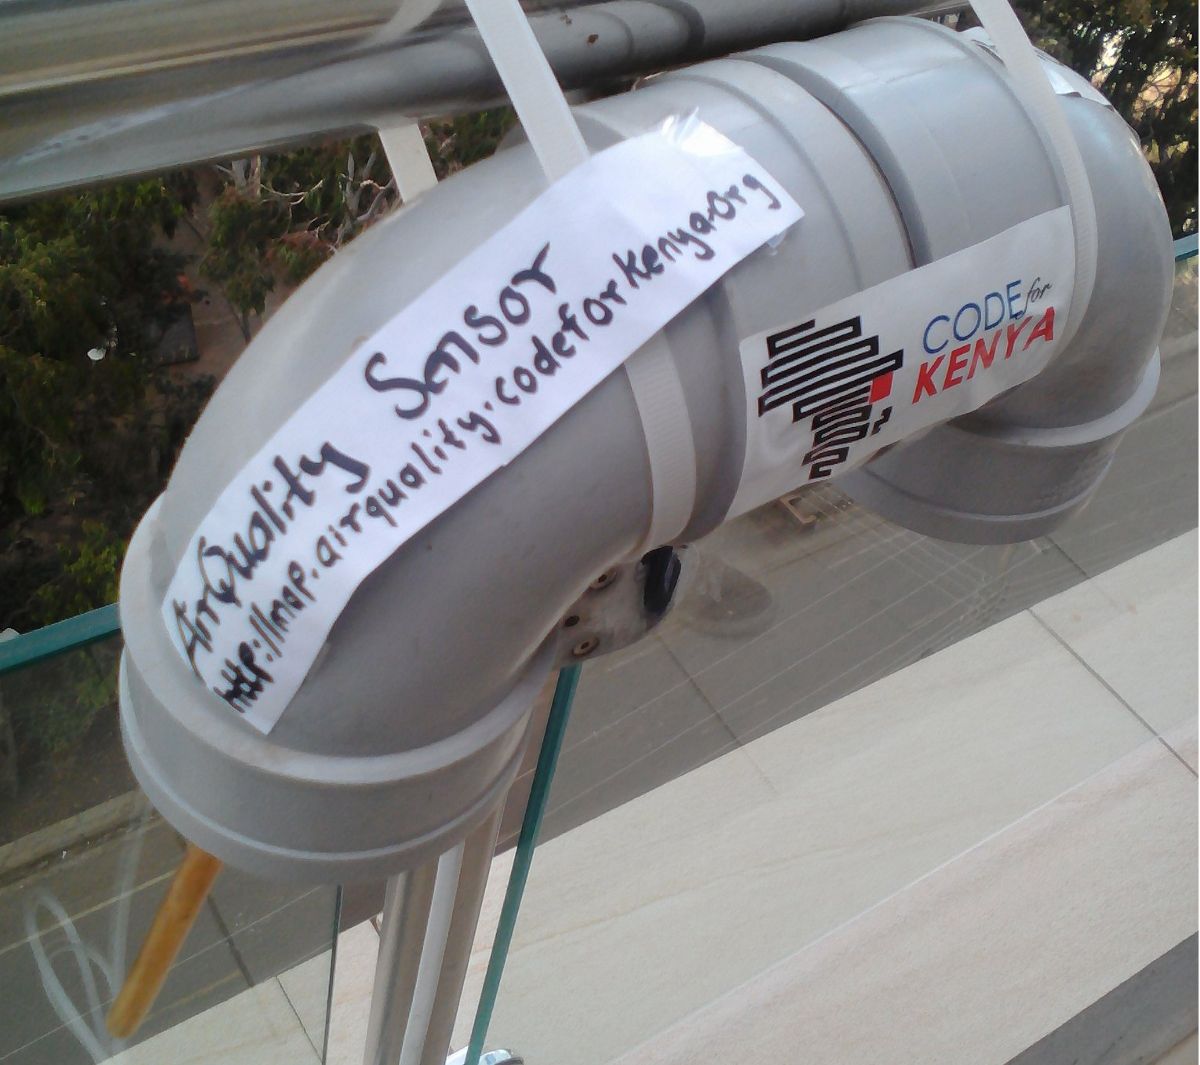 AirQuality Sensor
http://map.airquality.codeforkenya.org
CODE for
KENYA